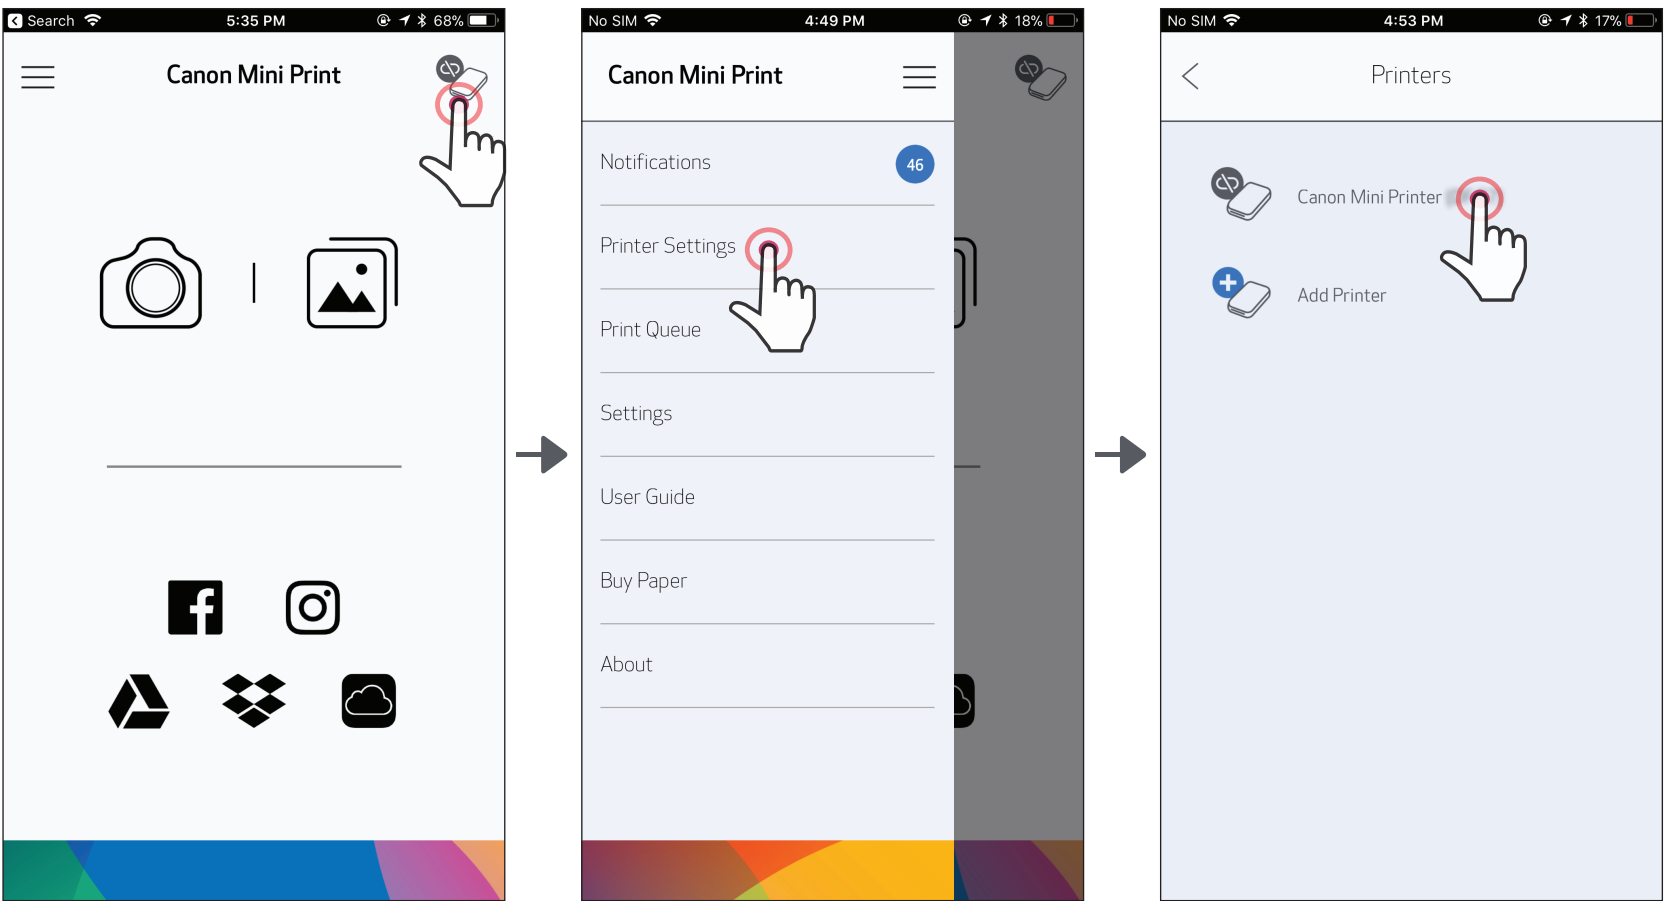 Search 5:35 PM 68%
Canon Mini Print
No SIM 4:49 PM 18%
Canon Mini Print
Notifications 46
Printer Settings
Print Queue
Settings
User Guide
Buy Paper
About
No SIM 4:53 PM 17%
Printers
Canon Mini Printer
Add Printer